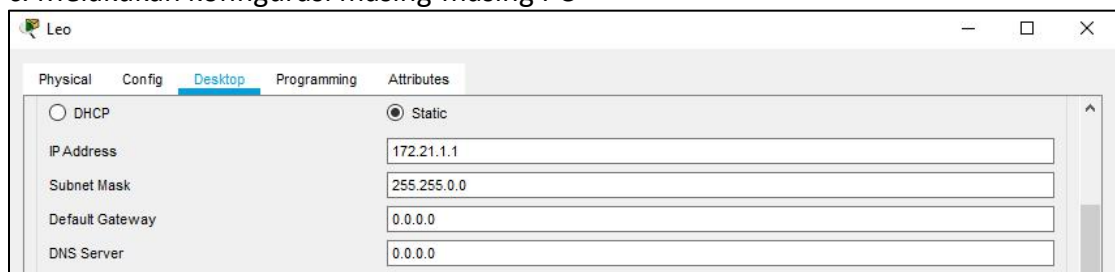 melakukan konfigurasi masing-masing PC
Leo
Physical Config Desktop Programming Attributes
DHCP Static
IP Address 172.21.1.1
Subnet Mask 255.255.0.0
Default Gateway 0.0.0.0
DNS Server 0.0.0.0